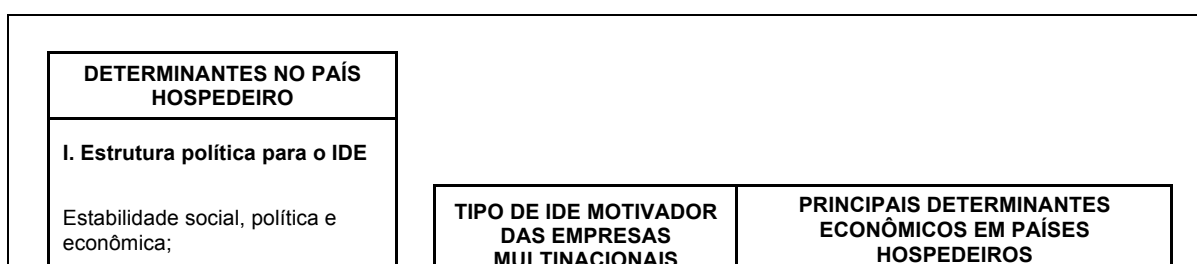 DETERMINANTES NO PAÍS
HOSPEDEIRO
I. Estrutura política para o IDE
Estabilidade social, política e
econômica;
TIPO DE IDE MOTIVADOR
DAS EMPRESAS
MULTINACIONAIS
PRINCIPAIS DETERMINANTES
ECONÔMICOS EM PAÍSES
HOSPEDEIROS